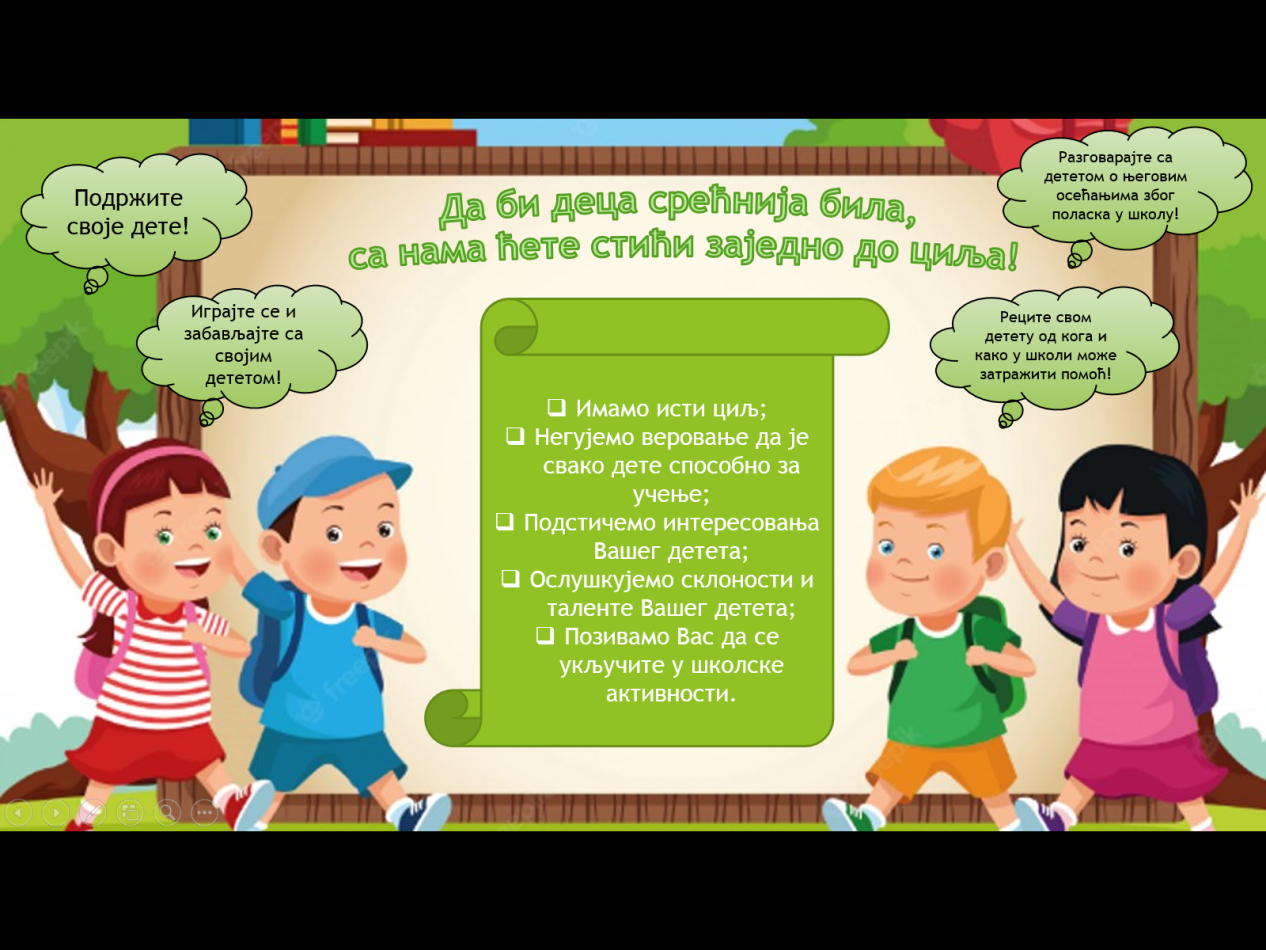 Да би деца срећнија била,
са нама ћете стићи заједно до циља!
Подржите
своје дете!
Играјте се и
забављајте са
својим
дететом!
Разговарајте са
дететом о његовим
осећањима због
поласка у школу!
Реците свом
детету од кога и
како у школи може
затражити помоћ!
❑ Имамо исти циљ;
❑ Негујемо веровање да је
свако дете способно за
учење;
❑ Подстичемо интересовања
Вашег детета;
❑ Ослушкујемо склоности и
таленте Вашег детета;
❑ Позивамо Вас да се
укључите у школске
активности.